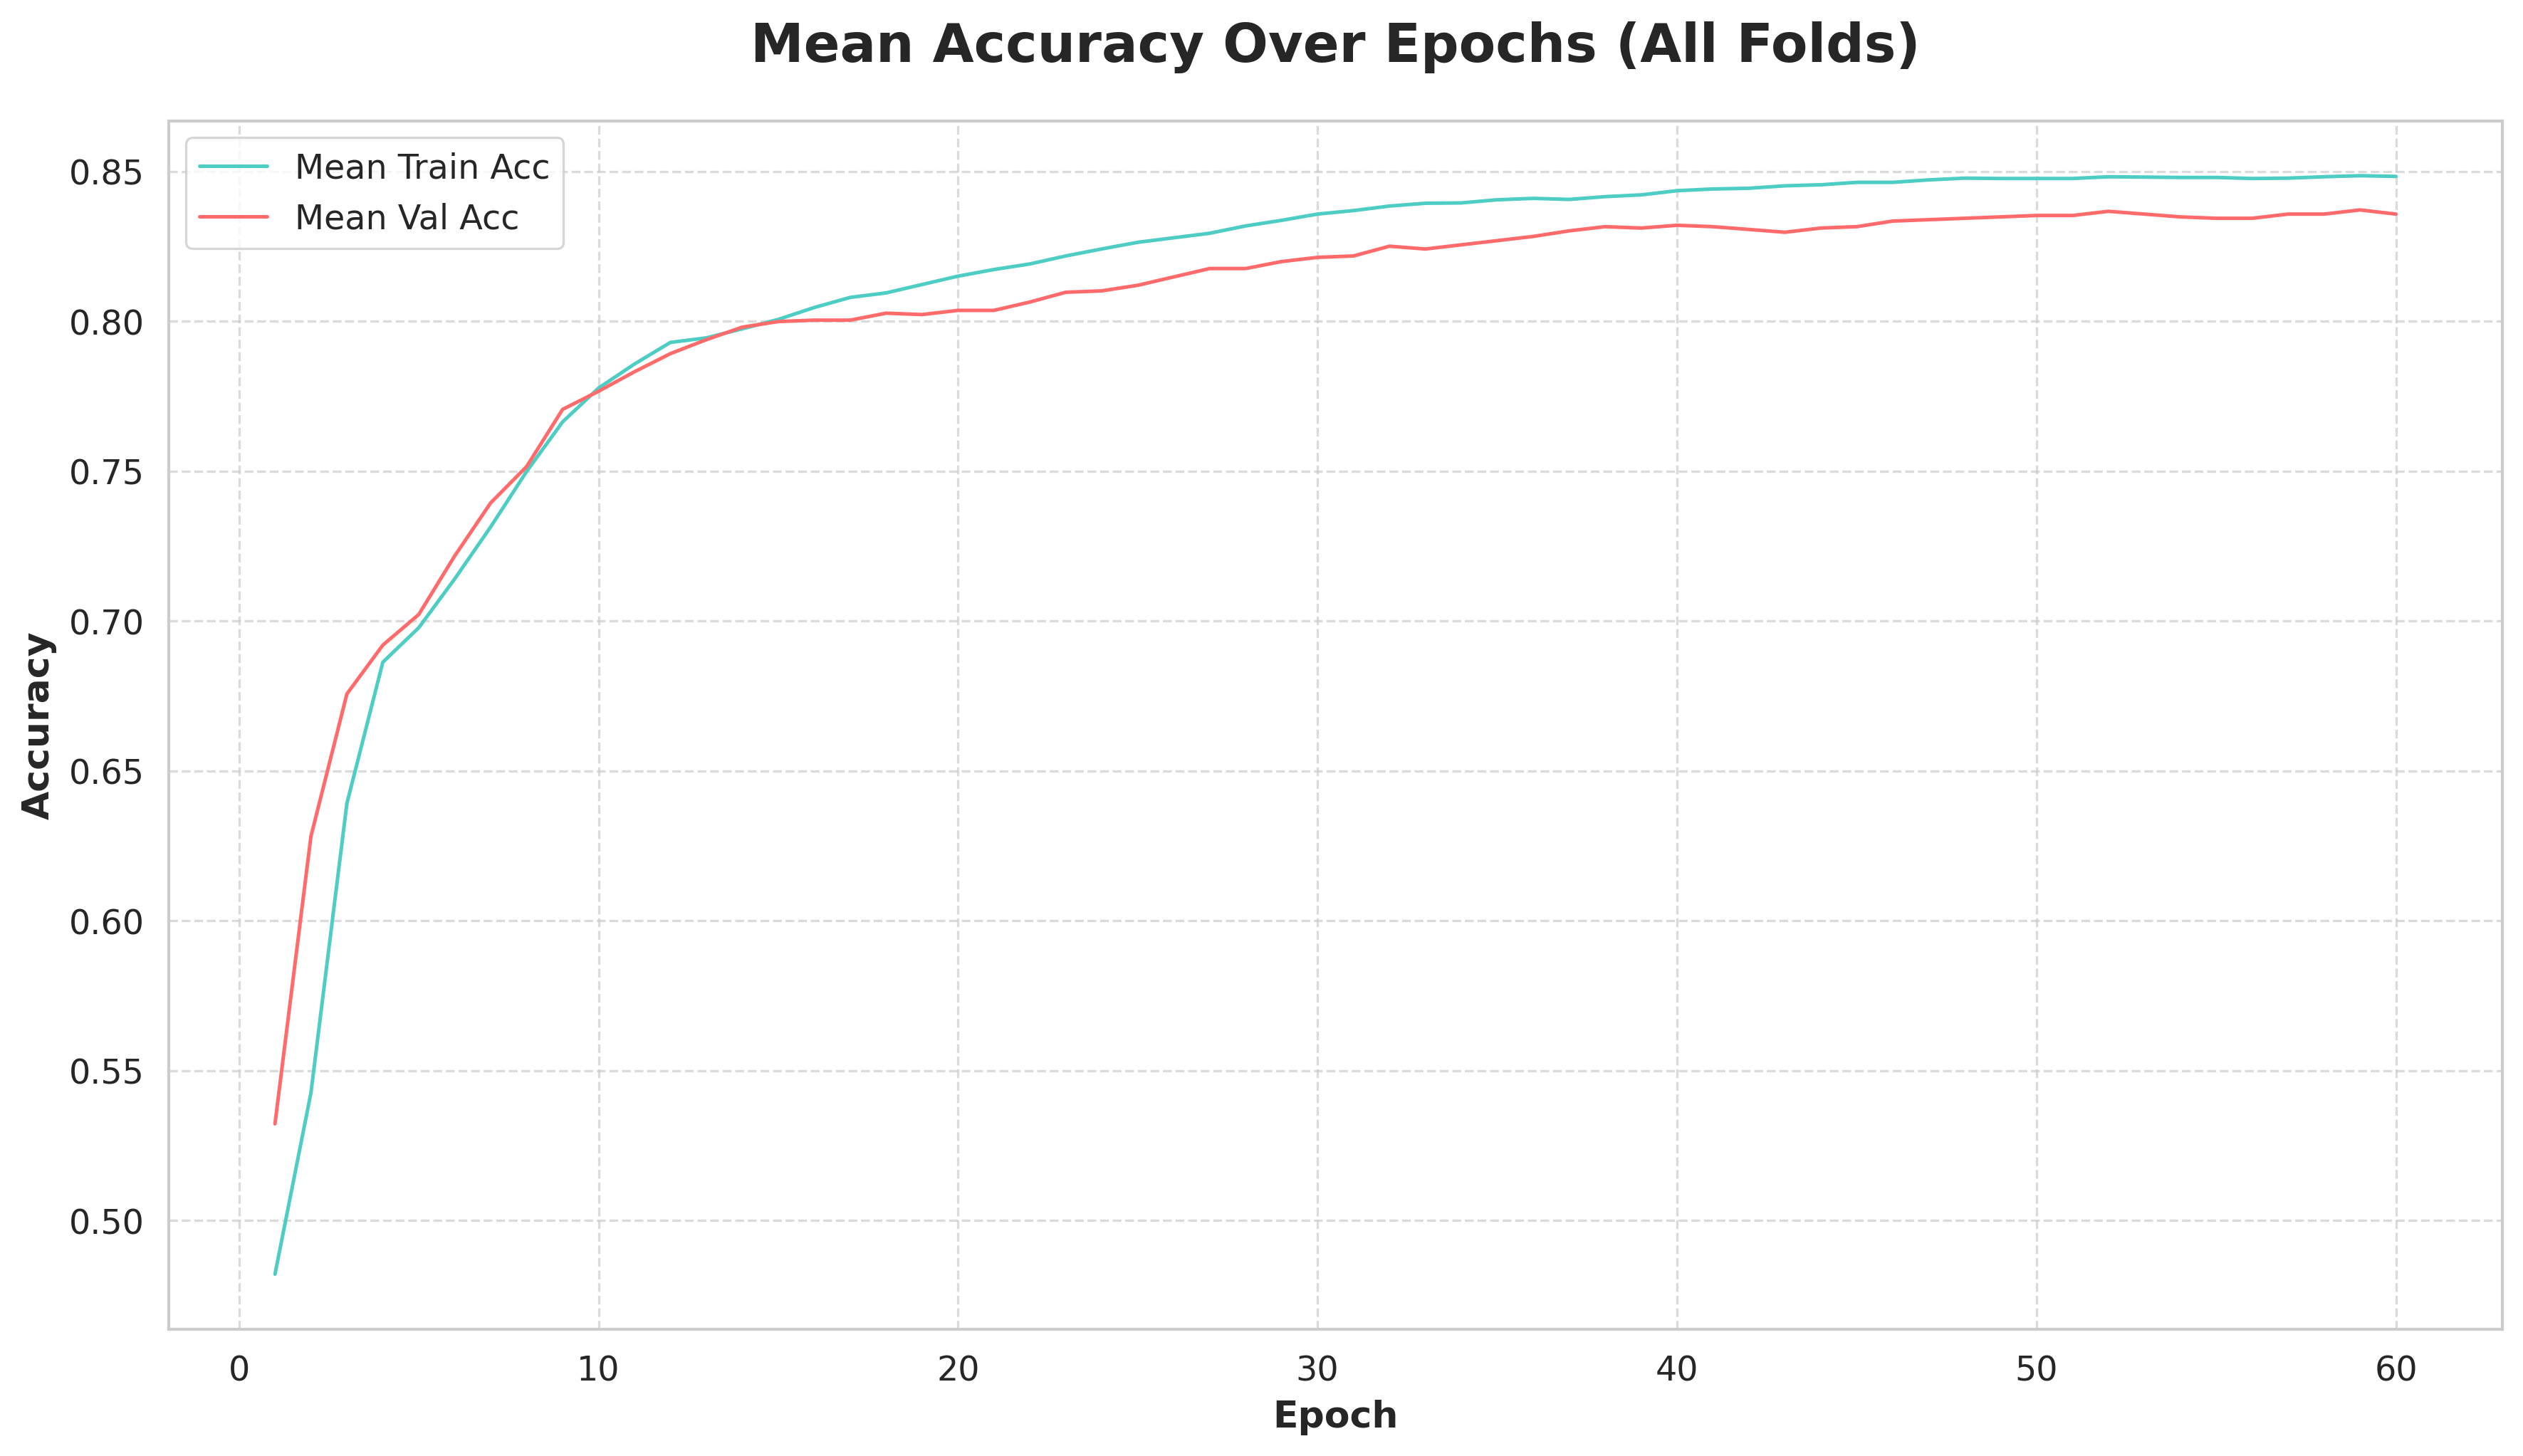 Mean Accuracy Over Epochs (All Folds)
Mean Train Acc
Mean Val Acc
0.85
0.80
0.75
0.70
0.65
0.60
0.55
0.50
Accuracy
0 10 20 30 40 50 60
Epoch